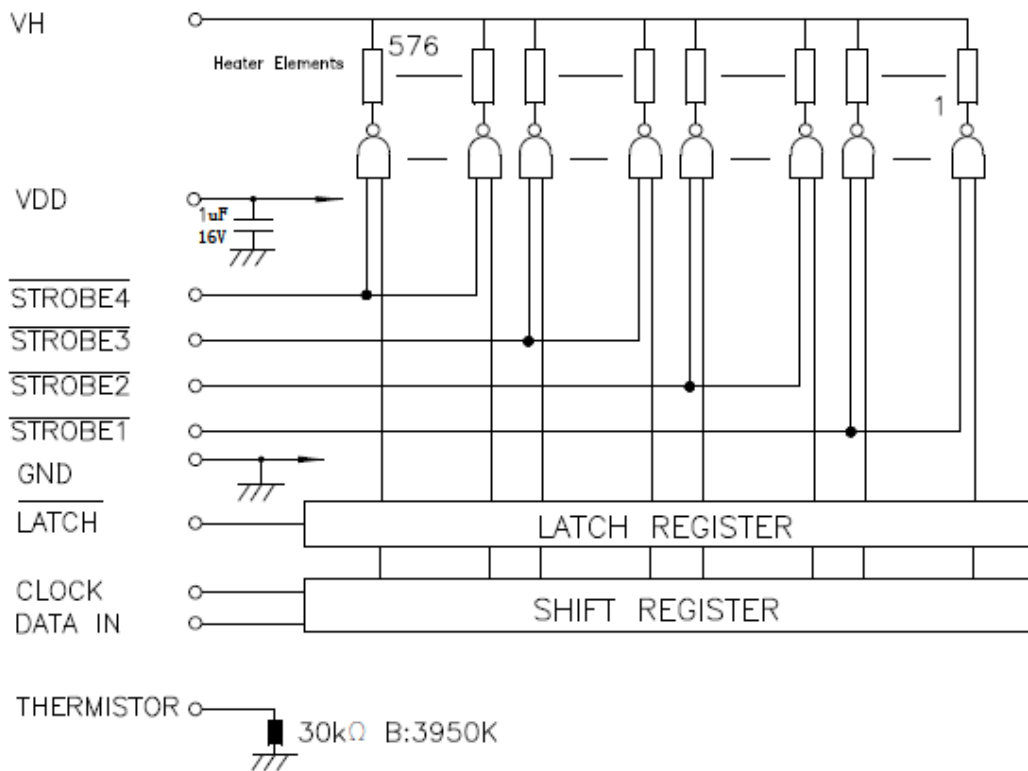 VH
576
Heater Elements
1
VDD
1uF
16V
STROBE4
STROBE3
STROBE2
STROBE1
GND
LATCH
LATCH REGISTER
CLOCK
DATA IN
SHIFT REGISTER
THERMISTOR
30kΩ B:3950K